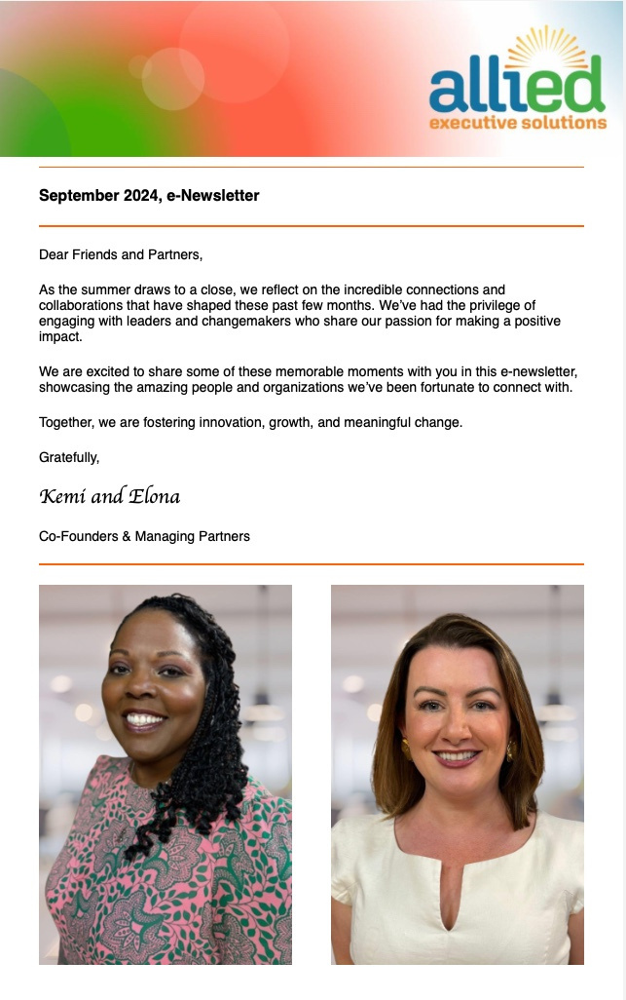 allied
executive solutions
September 2024, e-Newsletter
Dear Friends and Partners,
As the summer draws to a close, we reflect on the incredible connections and
collaborations that have shaped these past few months. We’ve had the privilege of
engaging with leaders and changemakers who share our passion for making a positive
impact.
We are excited to share some of these memorable moments with you in this e-newsletter,
showcasing the amazing people and organizations we’ve been fortunate to connect with.
Together, we are fostering innovation, growth, and meaningful change.
Gratefully,
Kemi and Elona
Co-Founders & Managing Partners